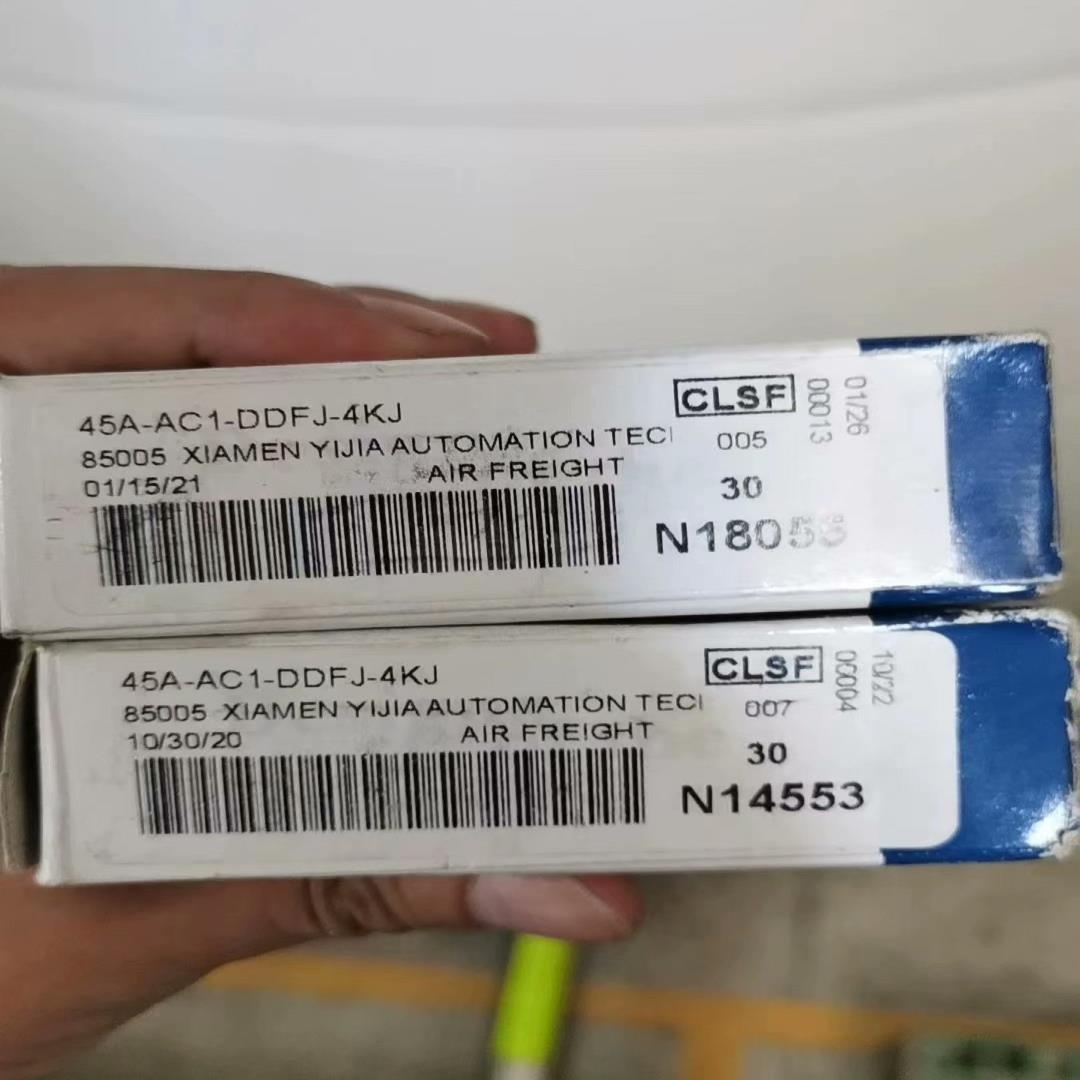 45A-AC1-DDFJ-4KJ
CLSF
01/26
00013
85005 XIAMEN YIJIA AUTOMATION TECI
005
01/15/21
AIR FREIGHT
30
45A-AC1-DDFJ-4KJ
CLSF
10/22
00004
85005 XIAMEN YIJIA AUTOMATION TECI
007
10/30/20
AIR FREIGHT
30
N14553